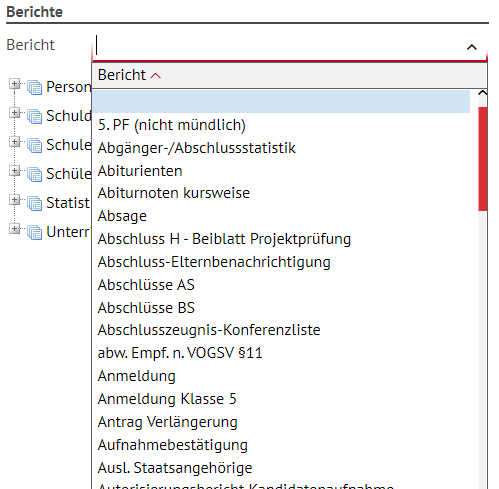 Berichte
Bericht
Bericht
Person
Schuld
Schule
Schüle
Statist
Unterr
5. PF (nicht mündlich)
Abgänger-/Abschlussstatistik
Abiturienten
Abiturnoten kursweise
Absage
Abschluss H - Beiblatt Projektprüfung
Abschluss-Elternbenachrichtigung
Abschlüsse AS
Abschlüsse BS
Abschlusszeugnis-Konferenzliste
abw. Empf. n. VOGSV §11
Anmeldung
Anmeldung Klasse 5
Antrag Verlängerung
Aufnahmebestätigung
Ausl. Staatsangehörige
Autorisierungsbericht Kandidatenaufnahme